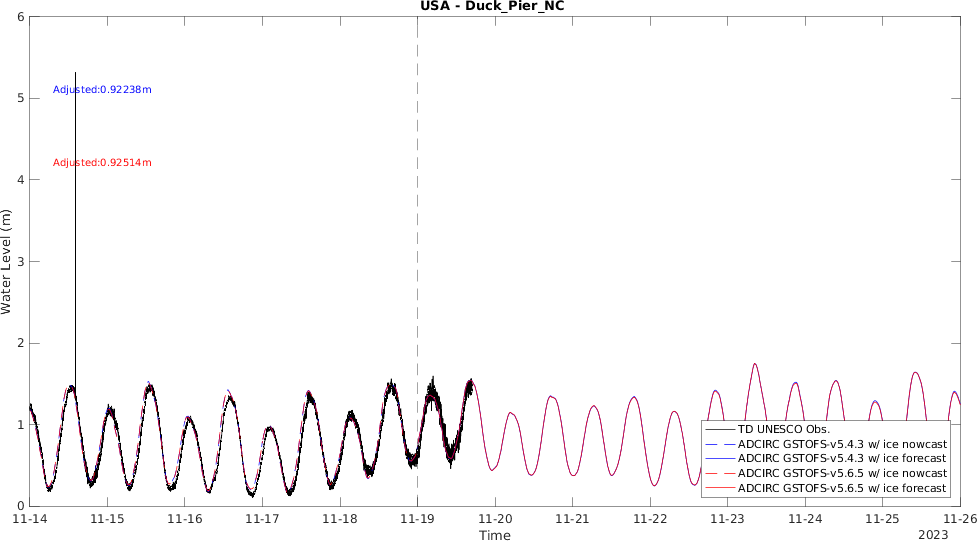 USA - Duck_Pier_NC
6
5
4
3
2
1
0
Water Level (m)
Adjusted:0.92238m
Adjusted:0.92514m
TD UNESCO Obs.
ADCIRC GSTOFS-v5.4.3 w/ ice nowcast
ADCIRC GSTOFS-v5.4.3 w/ ice forecast
ADCIRC GSTOFS-v5.6.5 w/ ice nowcast
ADCIRC GSTOFS-v5.6.5 w/ ice forecast
11-14 11-15 11-16 11-17 11-18 11-19 11-20 11-21 11-22 11-23 11-24 11-25 11-26
Time
2023